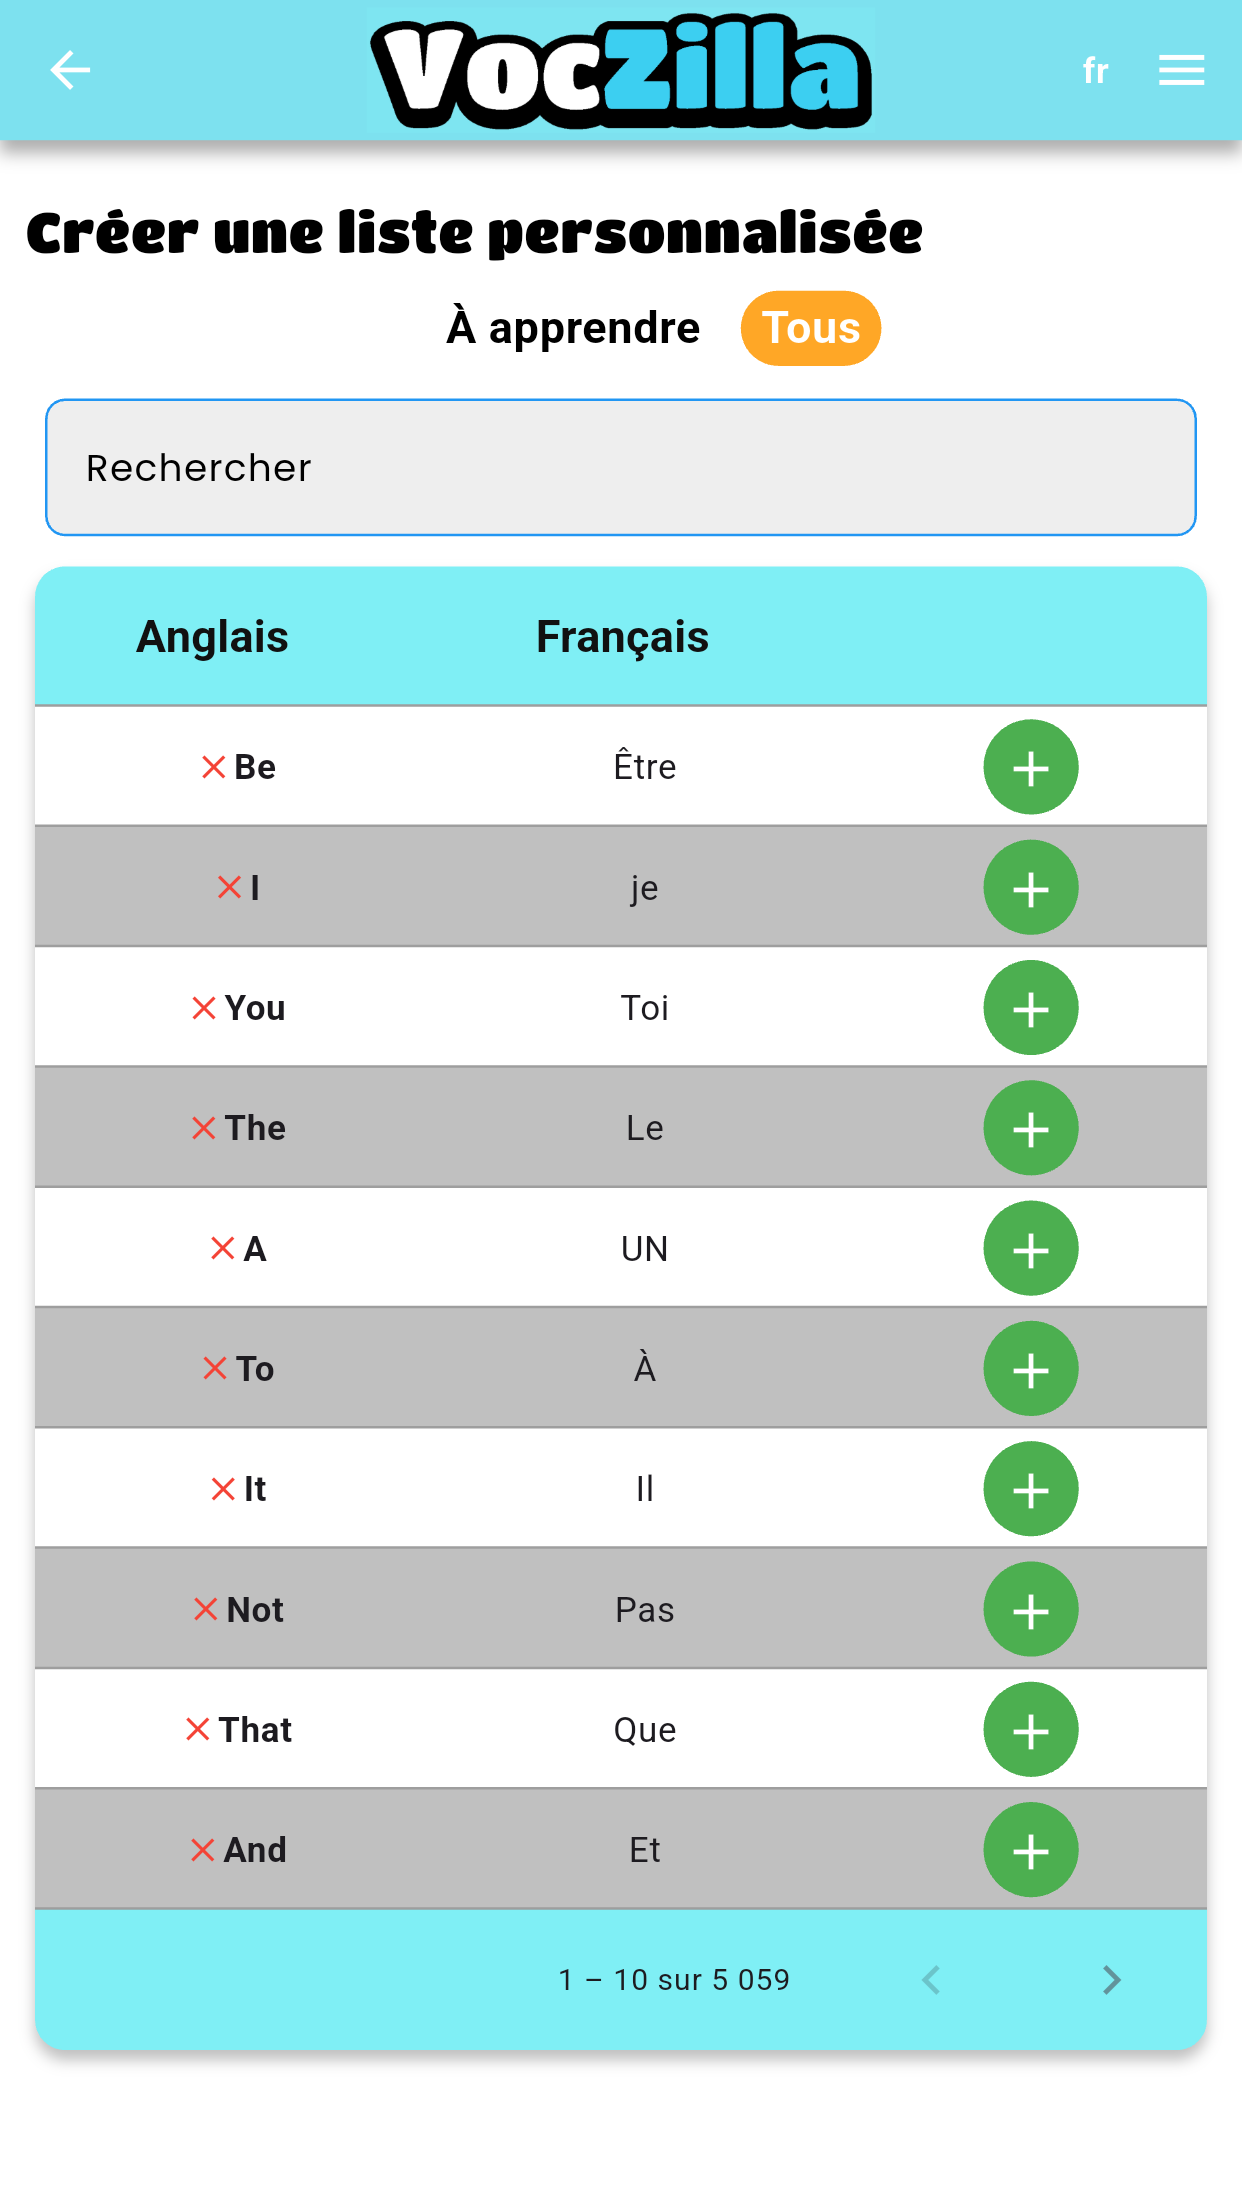 VocZilla
fr
Créer une liste personnalisée
À apprendre Tous
Rechercher
Anglais Français
Be Être
I je
You Toi
The Le
A UN
To À
It Il
Not Pas
That Que
And Et
1 – 10 sur 5 059